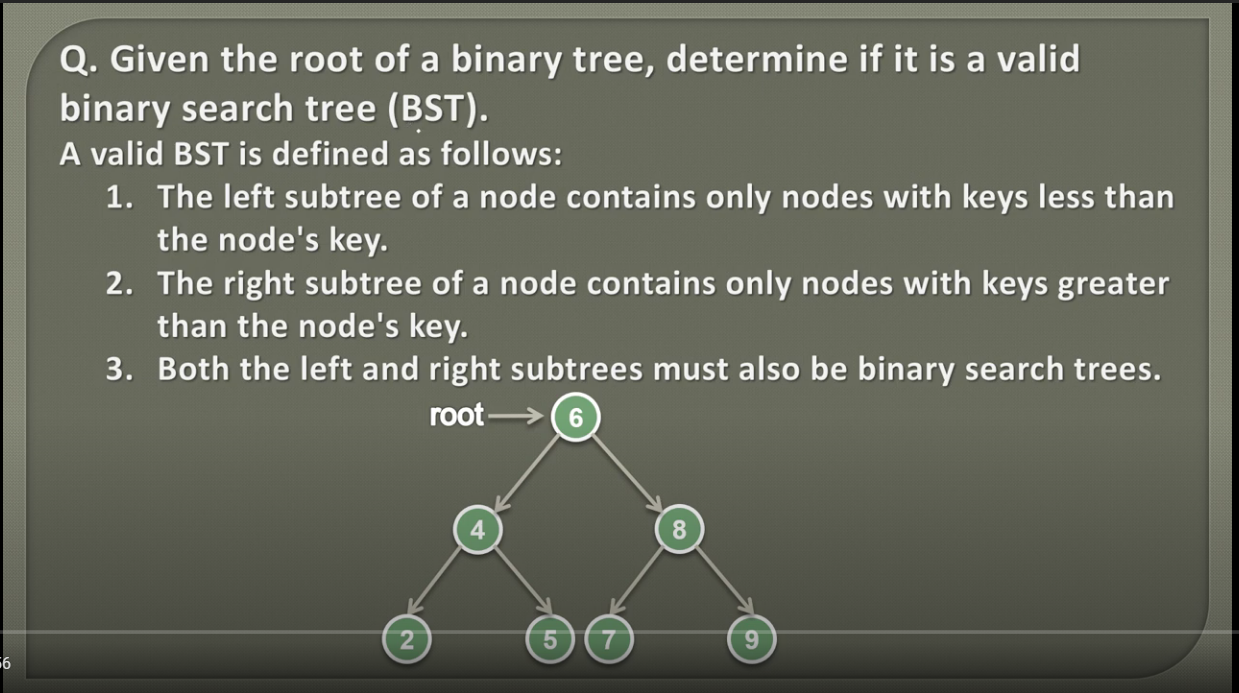 Q. Given the root of a binary tree, determine if it is a valid
binary search tree (BST).
A valid BST is defined as follows:
1. The left subtree of a node contains only nodes with keys less than
the node's key.
2. The right subtree of a node contains only nodes with keys greater
than the node's key.
3. Both the left and right subtrees must also be binary search trees.
root 6
4 8
2 5 7 9